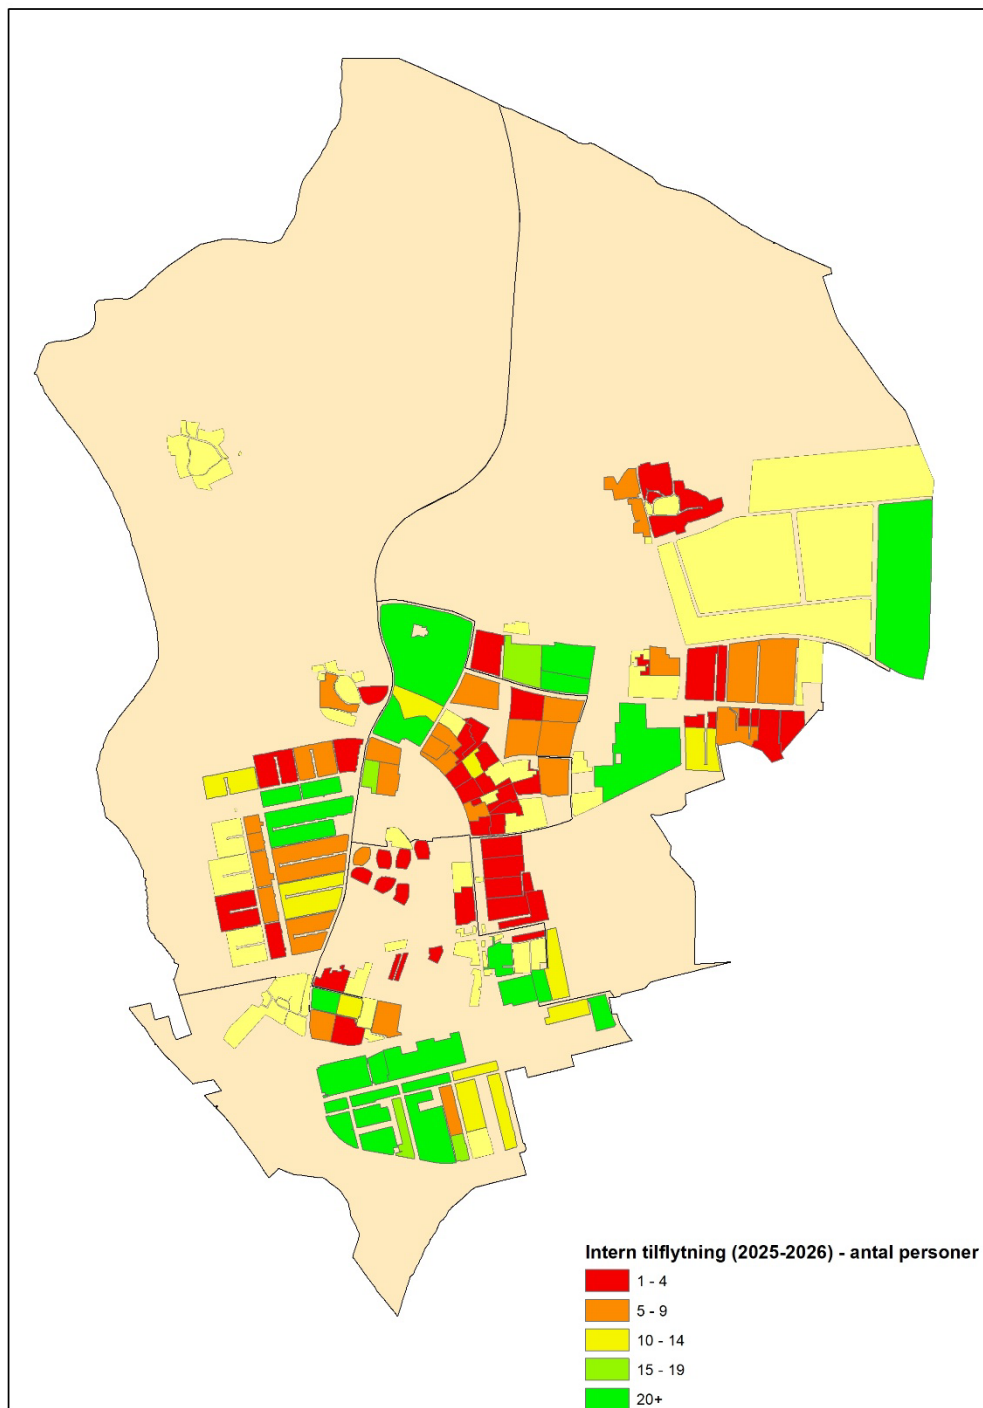 Intern tilflytning (2025-2026) - antal personer
1 - 4
5 - 9
10 - 14
15 - 19
20+